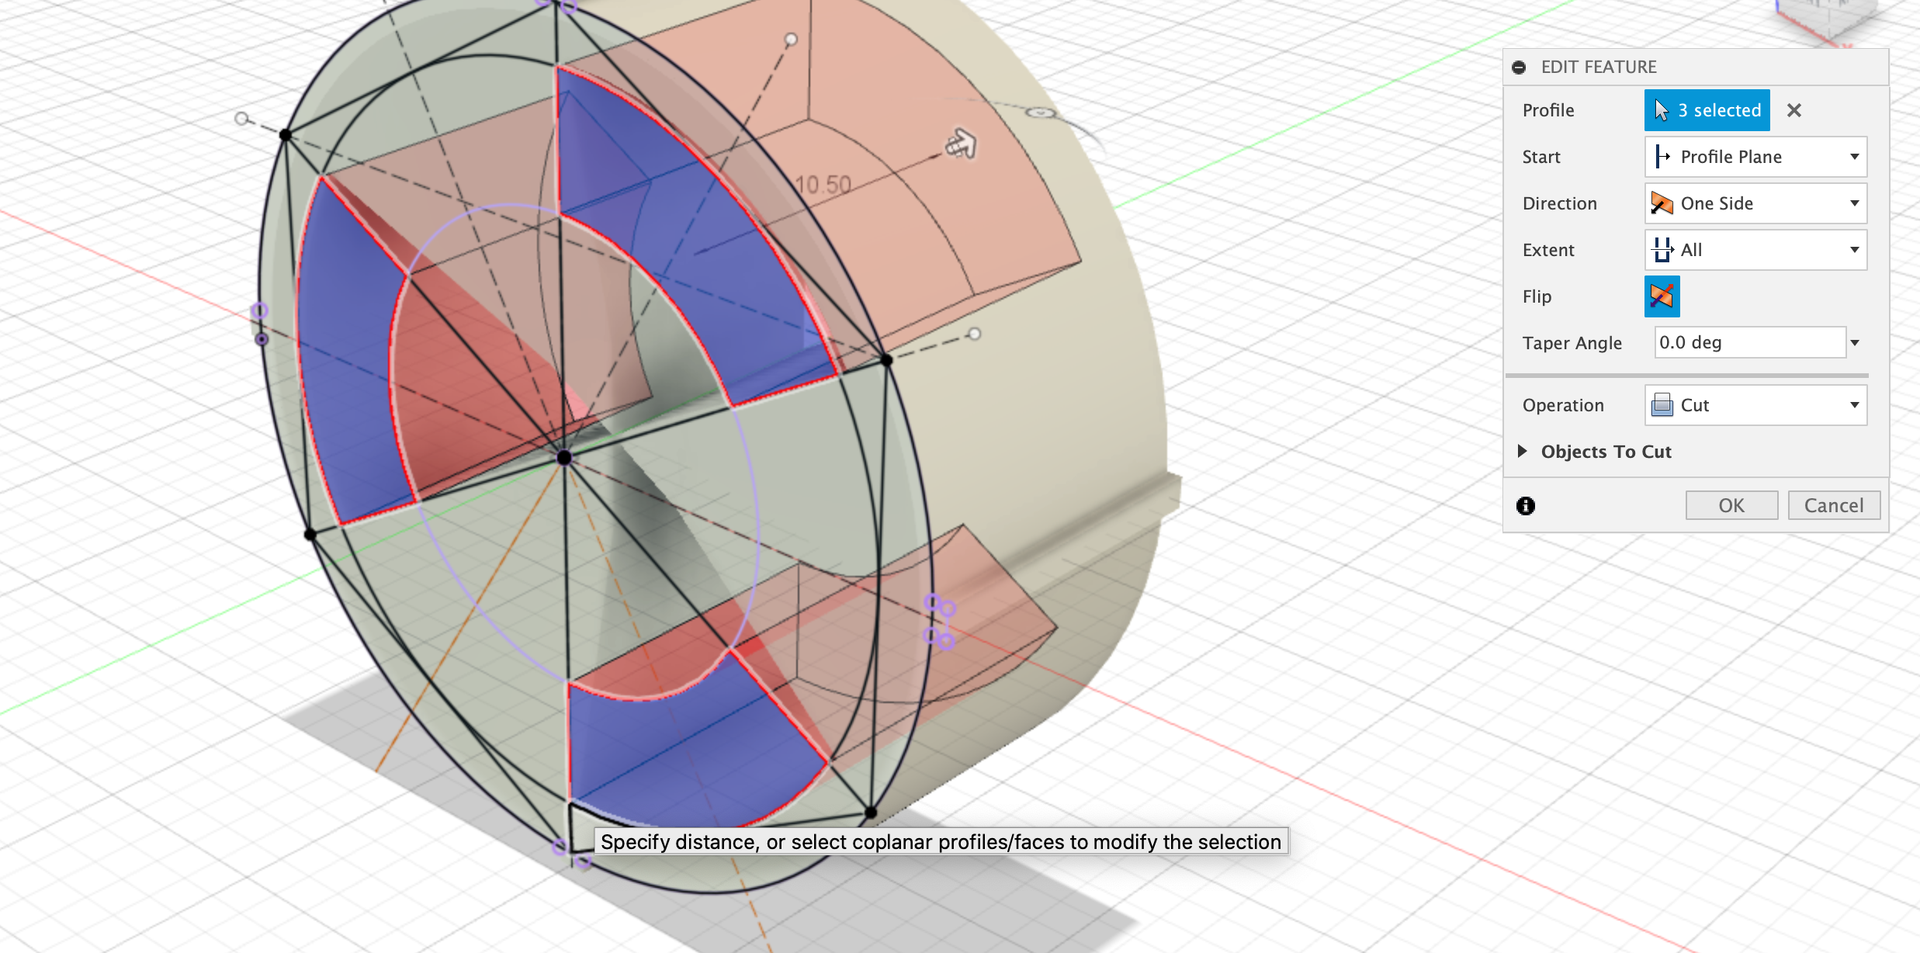 10.50
EDIT FEATURE
Profile 3 selected
Start Profile Plane
Direction One Side
Extent All
Flip
Taper Angle 0.0 deg
Operation Cut
Objects To Cut
OK Cancel
Specify distance, or select coplanar profiles/faces to modify the selection